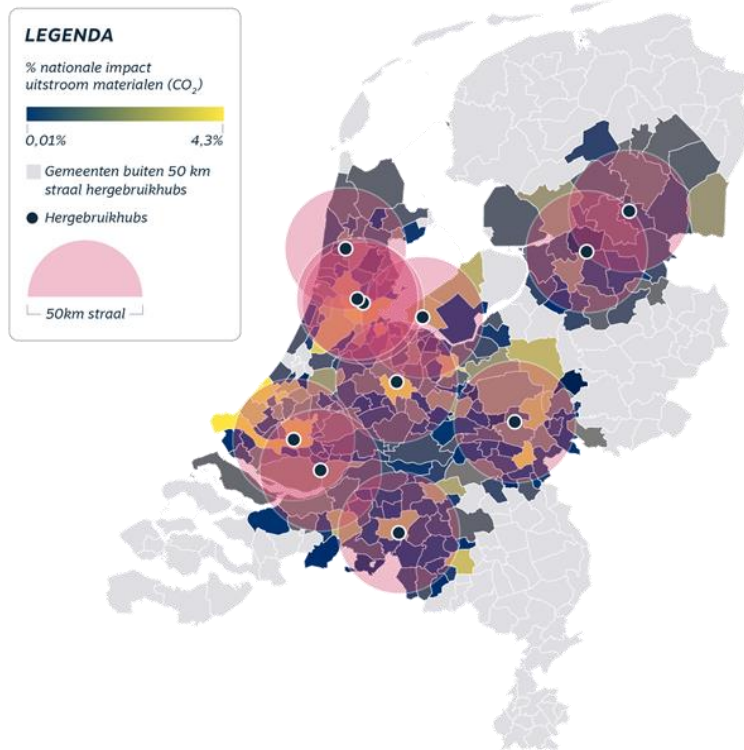 LEGENDA
% nationale impact
uitstroom materialen (CO₂)
0,01% 4,3%
Gemeenten buiten 50 km
straal hergebruikhubs
Hergebruikhubs
50km straal